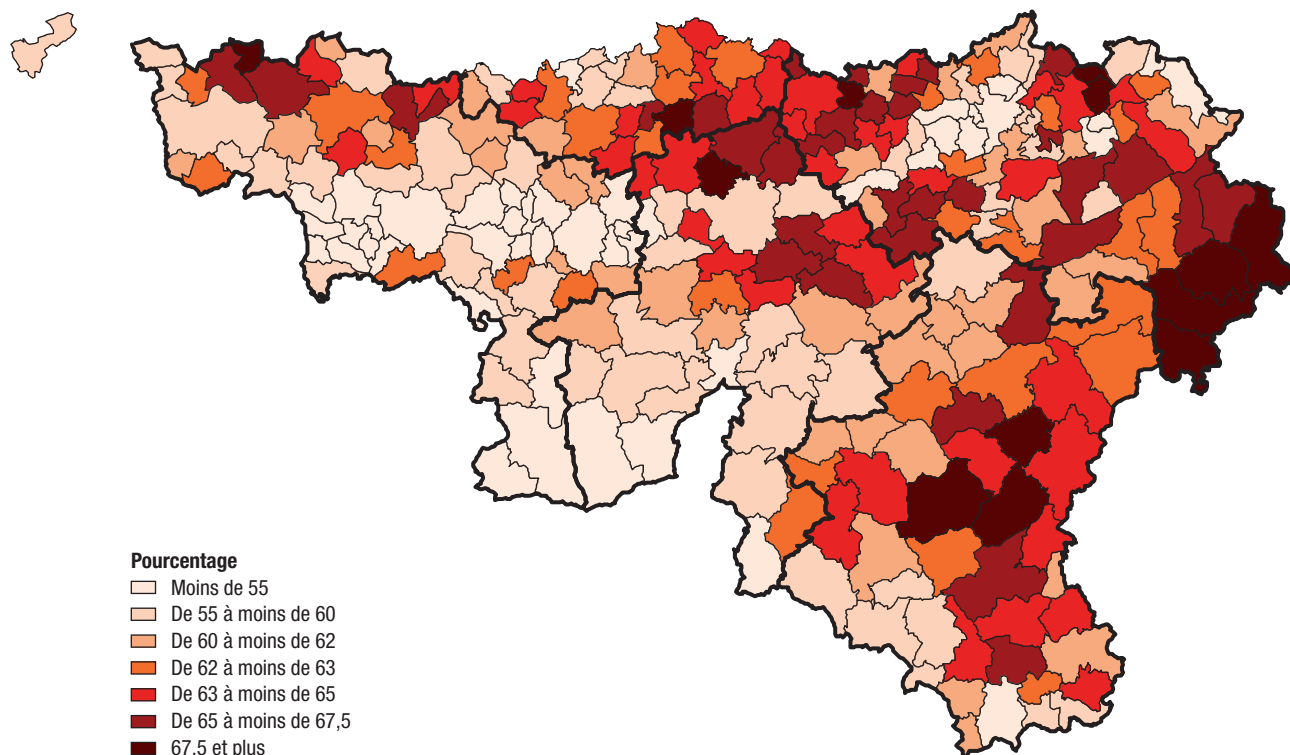 Pourcentage
Moins de 55
De 55 à moins de 60
De 60 à moins de 62
De 62 à moins de 63
De 63 à moins de 65
De 65 à moins de 67,5
67,5 et plus